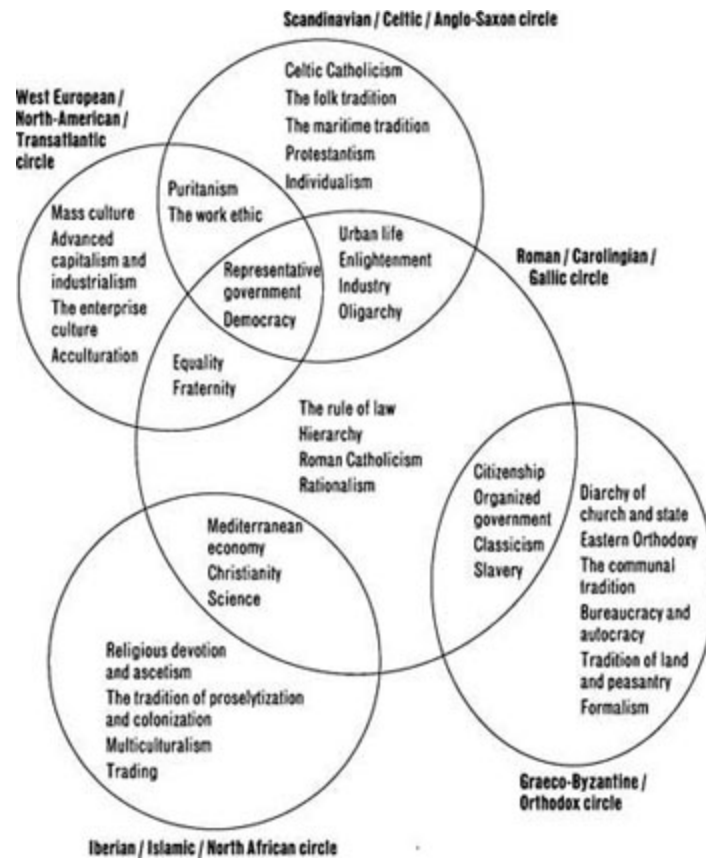 Scandinavian / Celtic / Anglo-Saxon circle
West European /
North-American /
Transatlantic
circle
Celtic Catholicism
The folk tradition
The maritime tradition
Protestantism
Individualism
Puritanism
The work ethic
Mass culture
Advanced
capitalism and
industrialism
The enterprise
culture
Acculturation
Urban life
Enlightenment
Industry
Oligarchy
Roman / Carolingian /
Gallic circle
Representative
government
Democracy
Equality
Fraternity
The rule of law
Hierarchy
Roman Catholicism
Rationalism
Citizenship
Organized
government
Classicism
Slavery
Diarchy of
church and state
Eastern Orthodoxy
The communal
tradition
Bureaucracy and
autocracy
Tradition of land
and peasantry
Formalism
Mediterranean
economy
Christianity
Science
Religious devotion
and ascetism
The tradition of proselytization
and colonization
Multiculturalism
Trading
Graeco-Byzantine /
Orthodox circle
Iberian / Islamic / North African circle